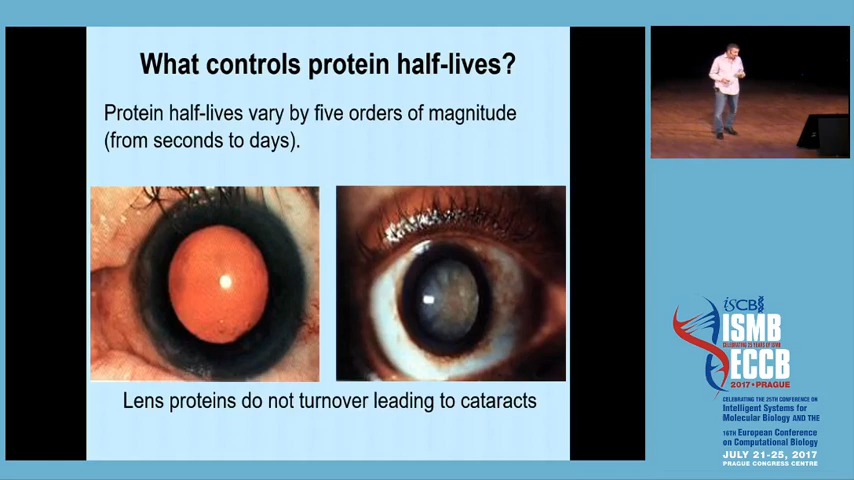 What controls protein half-lives?
Protein half-lives vary by five orders of magnitude
(from seconds to days).
Lens proteins do not turnover leading to cataracts
iSCB
ISMB
CELEBRATING 25 YEARS OF ISMB
ECCB
2017 • PRAGUE
CELEBRATING THE 25TH CONFERENCE ON
Intelligent Systems for
Molecular Biology AND THE
16TH European Conference
on Computational Biology
JULY 21-25, 2017
PRAGUE CONGRESS CENTRE